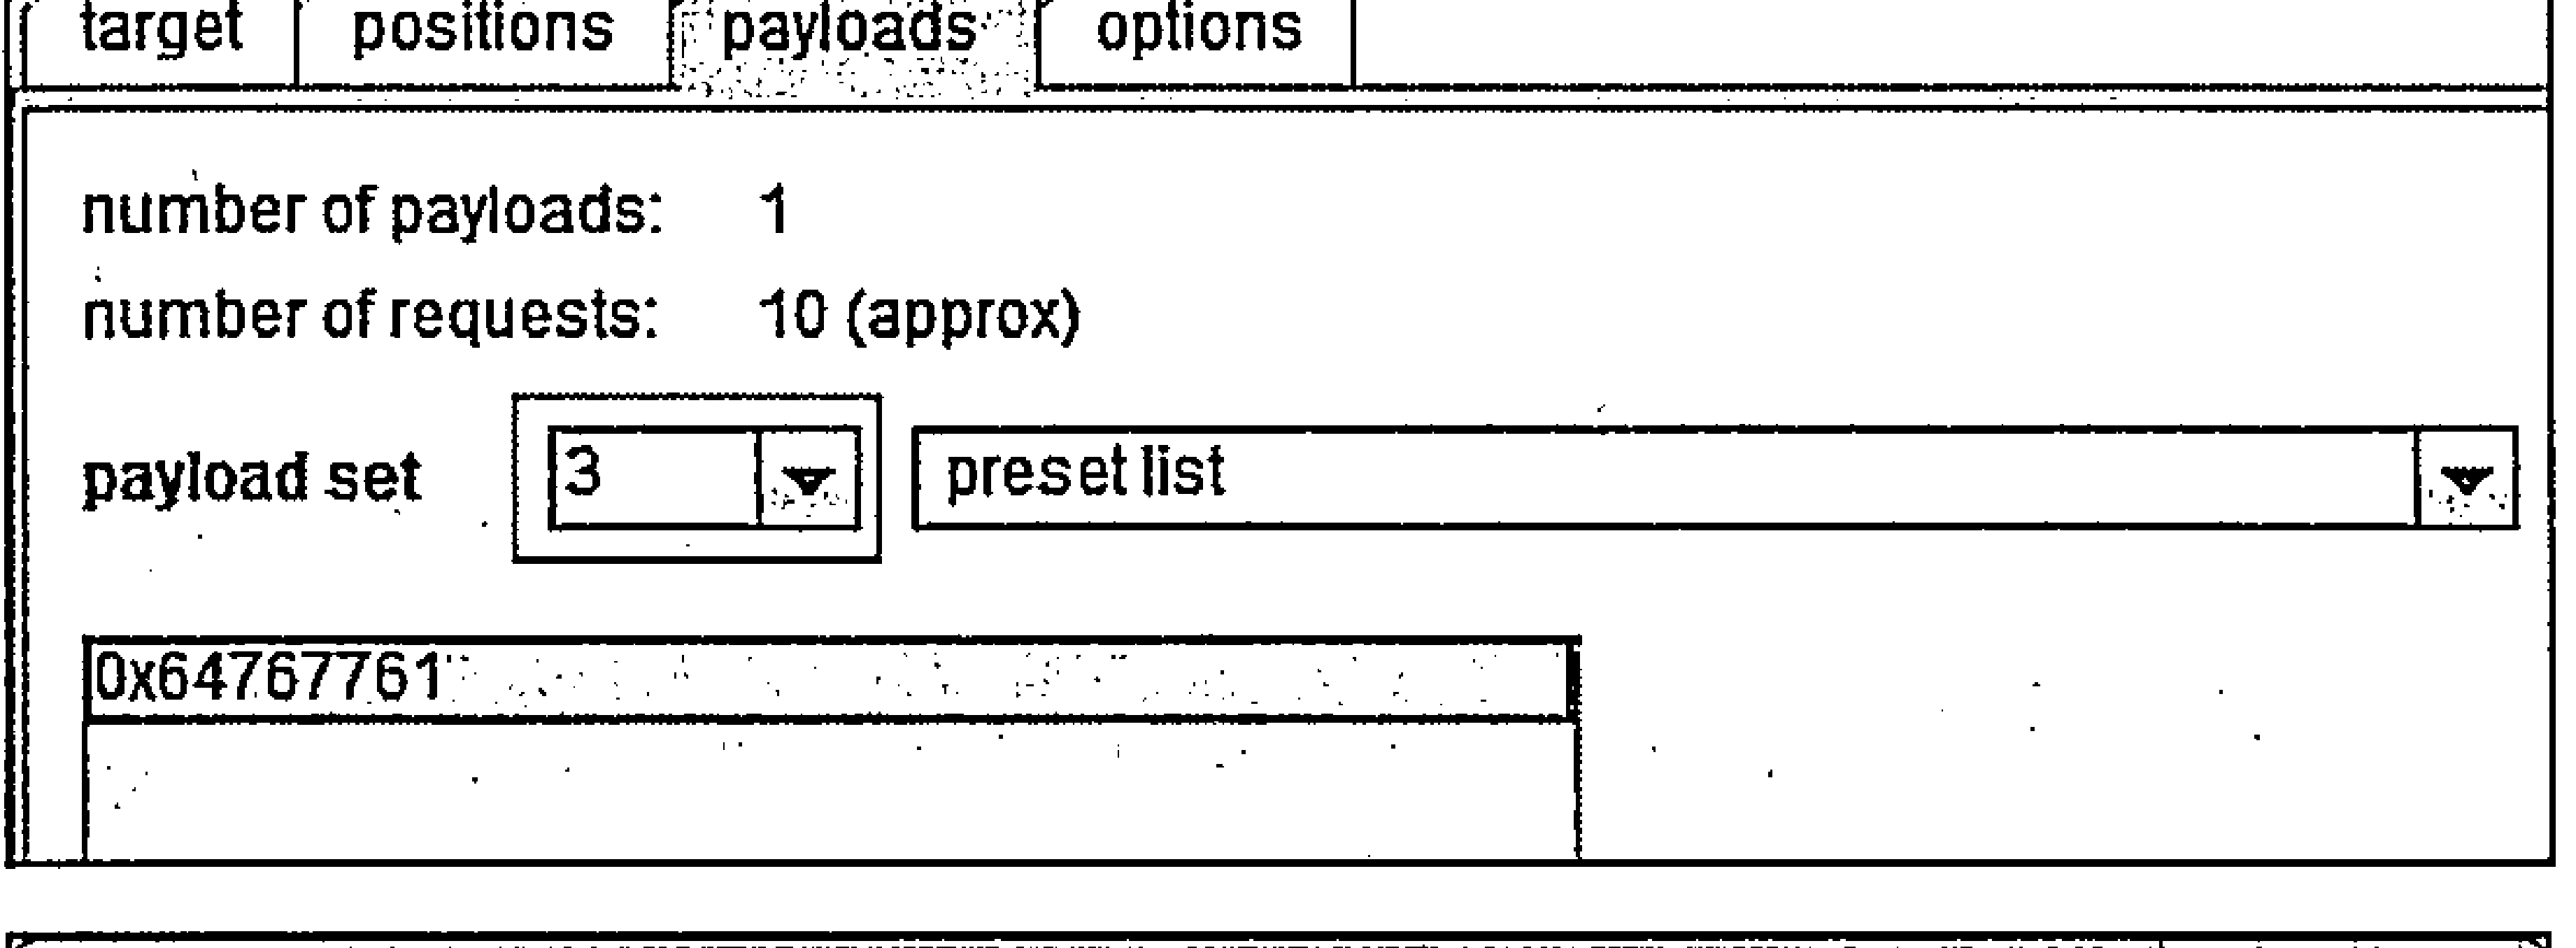 target positions payloads options
number of payloads: 1
number of requests: 10 (approx)
payload set 3 preset list
0x64767761